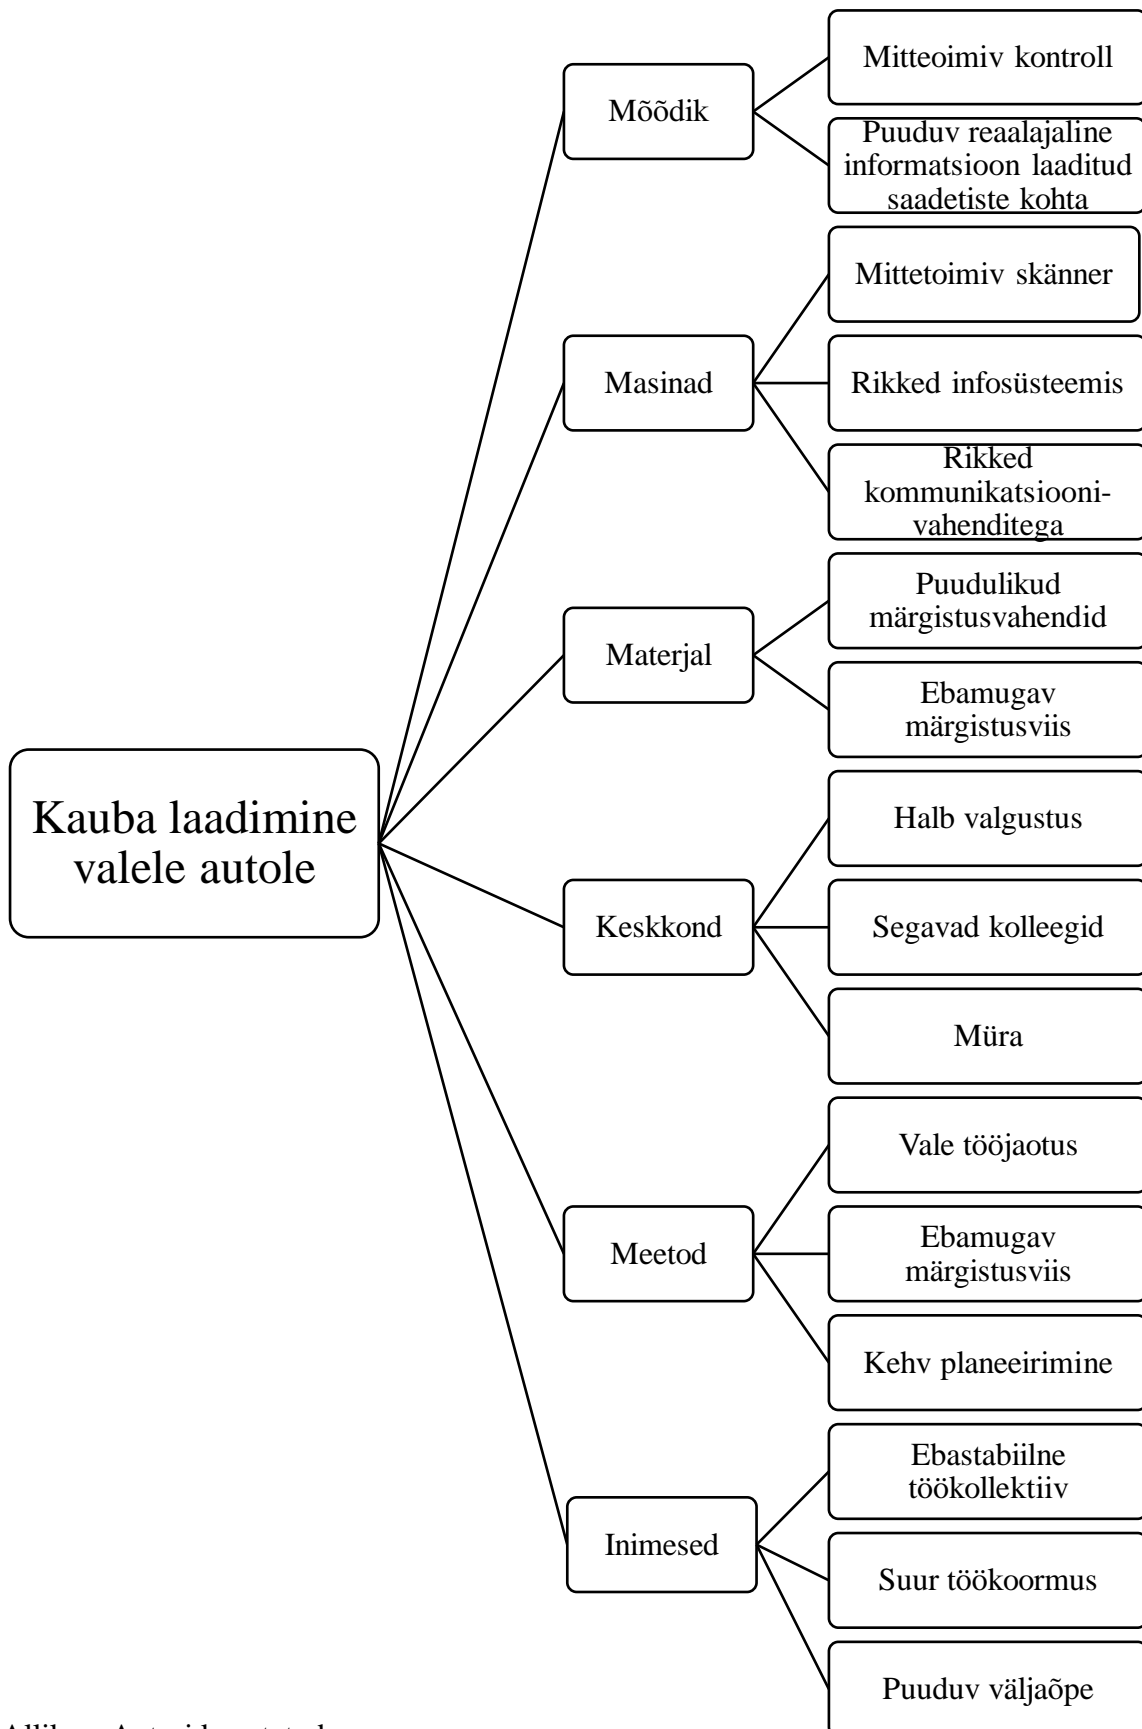 Mitteoimiv kontroll
Mõõdik
Puuduv reaalajaline
informatsioon laaditud
saadetiste kohta
Mittetoimiv skänner
Masinad
Rikked infosüsteemis
Rikked
kommunikatsiooni-
vahenditega
Puudulikud
märgistusvahendid
Materjal
Ebamugav
märgistusviis
Kauba laadimine
valele autole
Halb valgustus
Keskkond
Segavad kolleegid
Müra
Vale tööjaotus
Meetod
Ebamugav
märgistusviis
Kehv planeeirimine
Ebastabiilne
töökollektiiv
Inimesed
Suur töökoormus
Puuduv väljaõpe